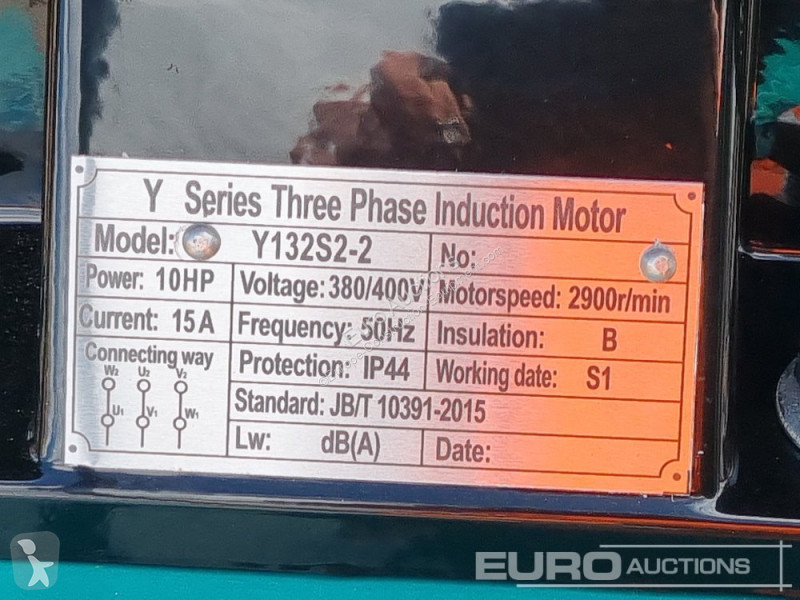 Y Series Three Phase Induction Motor
Model: Y132S2-2 No:
Power: 10HP Voltage: 380/400V Motorspeed: 2900r/min
Current: 15A Frequency: 50Hz Insulation: B
Connecting way Protection: IP44 Working date: S1
W2 U2 V2
U1 V1 W1
Standard: JB/T 10391-2015
Lw: dB(A) Date:
EURO AUCTIONS